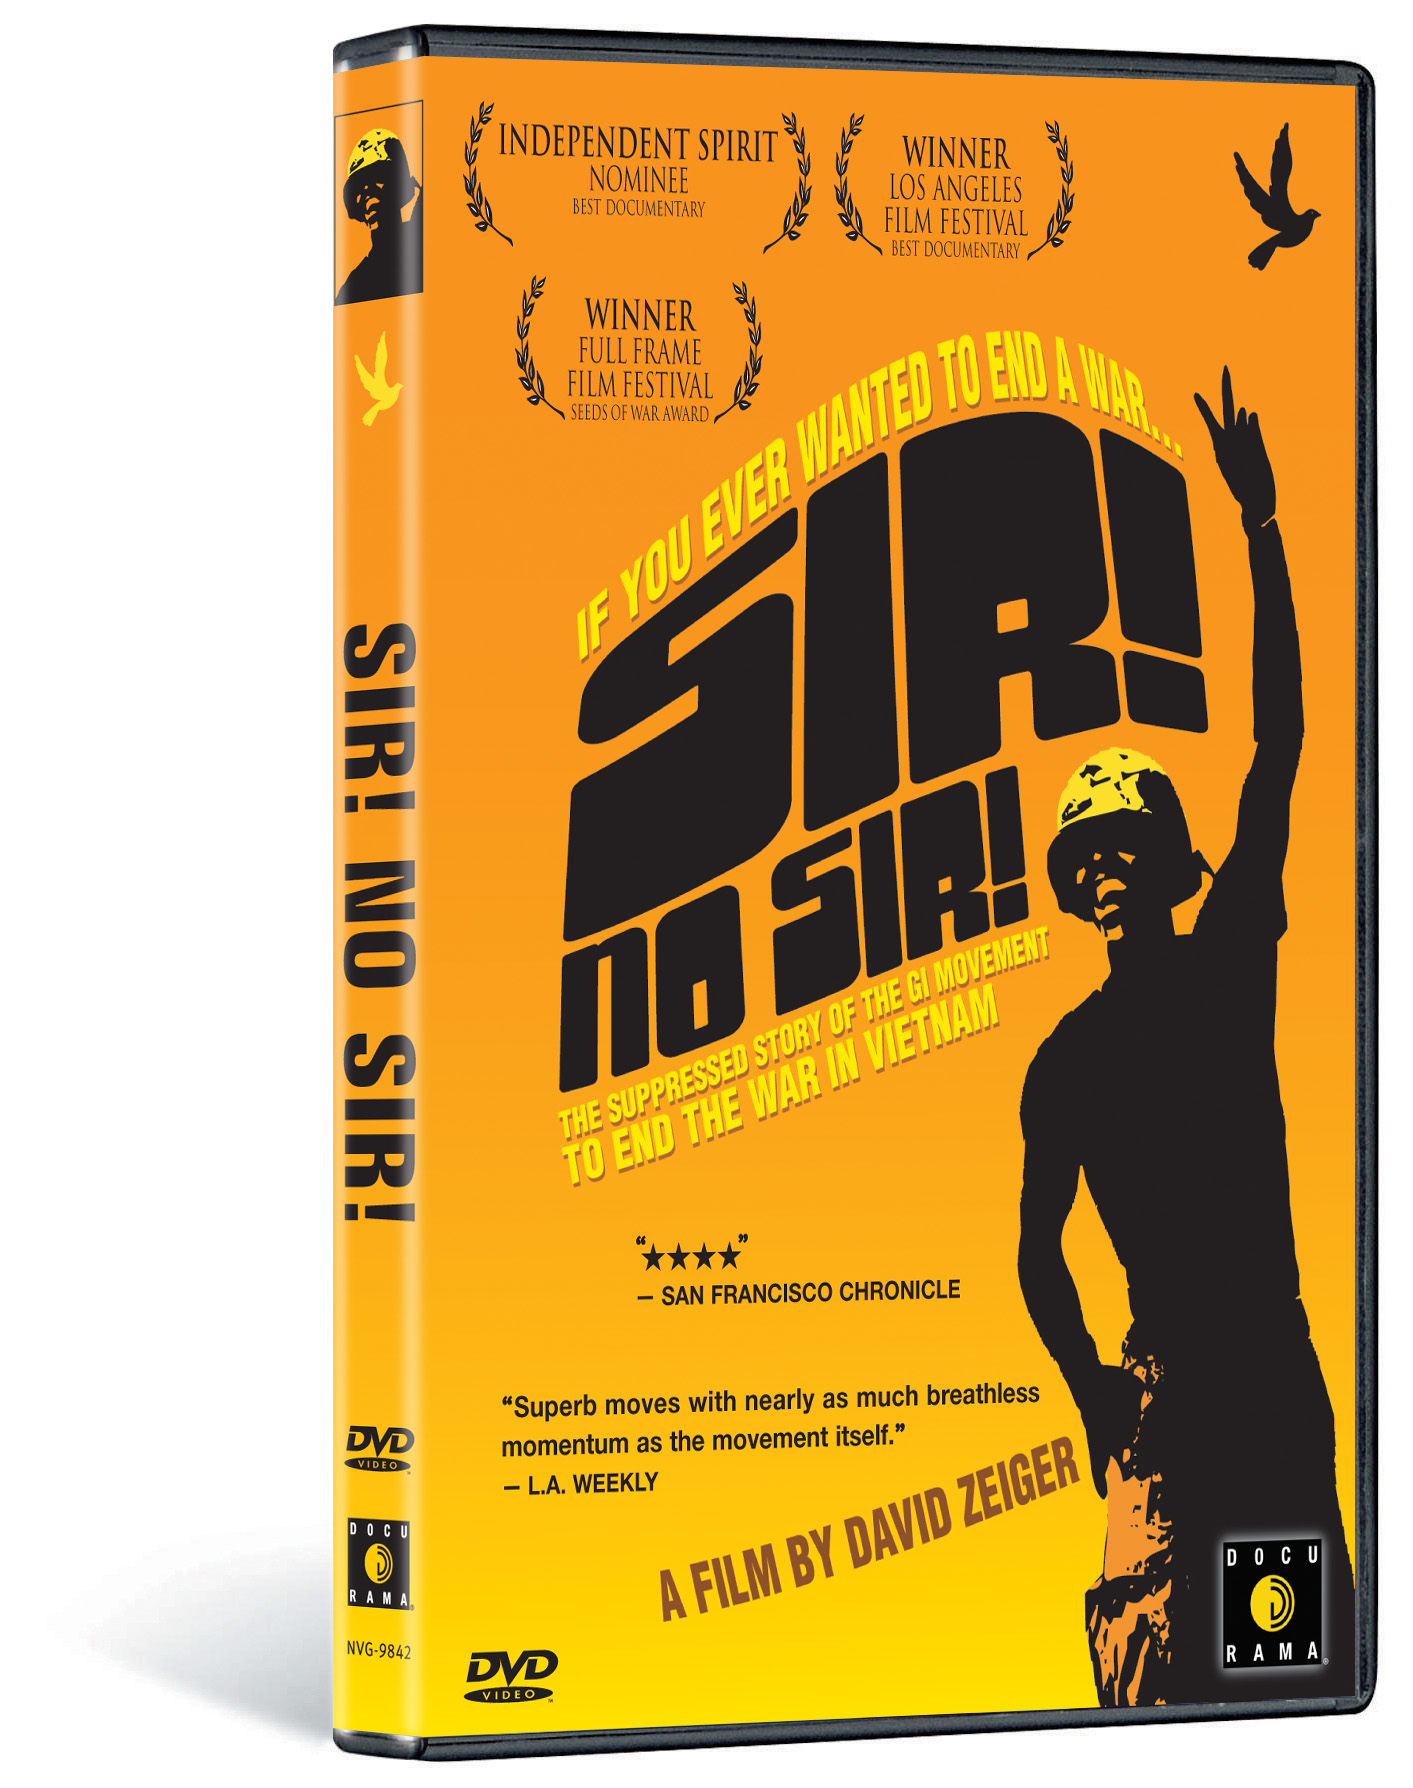 INDEPENDENT SPIRIT
NOMINEE
BEST DOCUMENTARY
WINNER
LOS ANGELES
FILM FESTIVAL
BEST DOCUMENTARY
WINNER
FULL FRAME
FILM FESTIVAL
SEEDS OF WAR AWARD
IF YOU EVER WANTED TO END A WAR...
SIR!
NO SIR!
THE SUPPRESSED STORY OF THE GI MOVEMENT
TO END THE WAR IN VIETNAM
“★★★★”
– SAN FRANCISCO CHRONICLE
“Superb moves with nearly as much breathless
momentum as the movement itself.”
– L.A. WEEKLY
A FILM BY DAVID ZEIGER
DVD
VIDEO™
DOCU
RAMA®
SIR! NO SIR!
DVD
VIDEO™
DOCU
RAMA®
NVG-9842